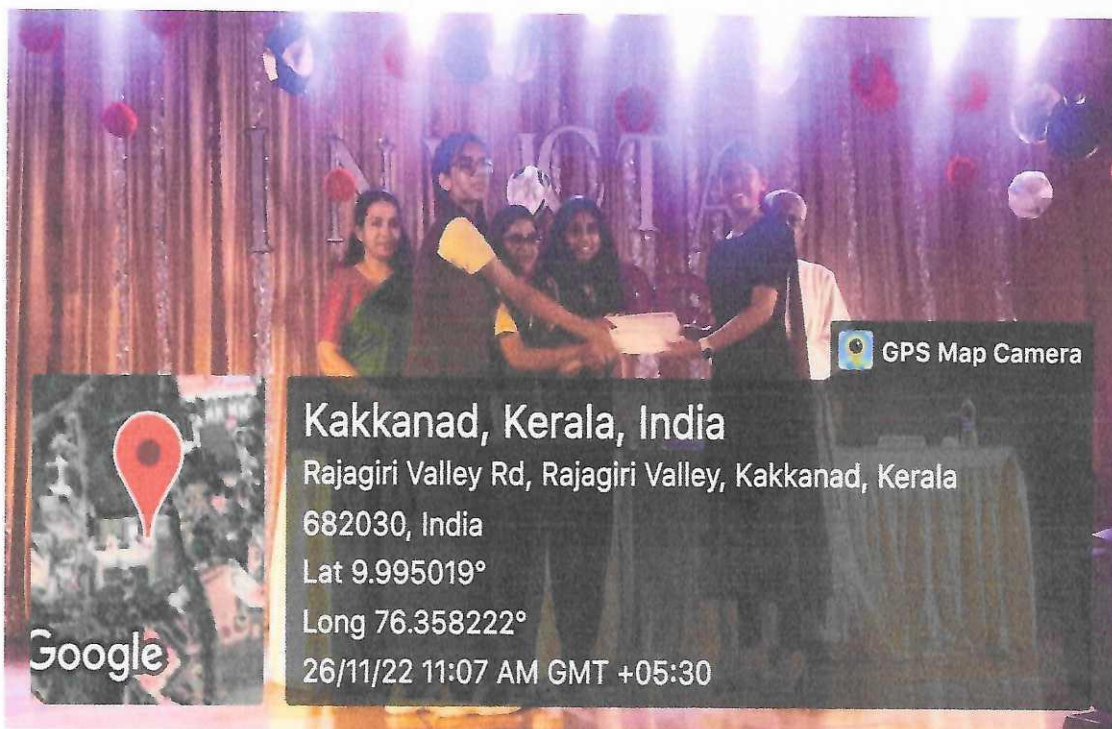 GPS Map Camera
Kakkanad, Kerala, India
Rajagiri Valley Rd, Rajagiri Valley, Kakkanad, Kerala
682030, India
Lat 9.995019°
Long 76.358222°
26/11/22 11:07 AM GMT +05:30
Google